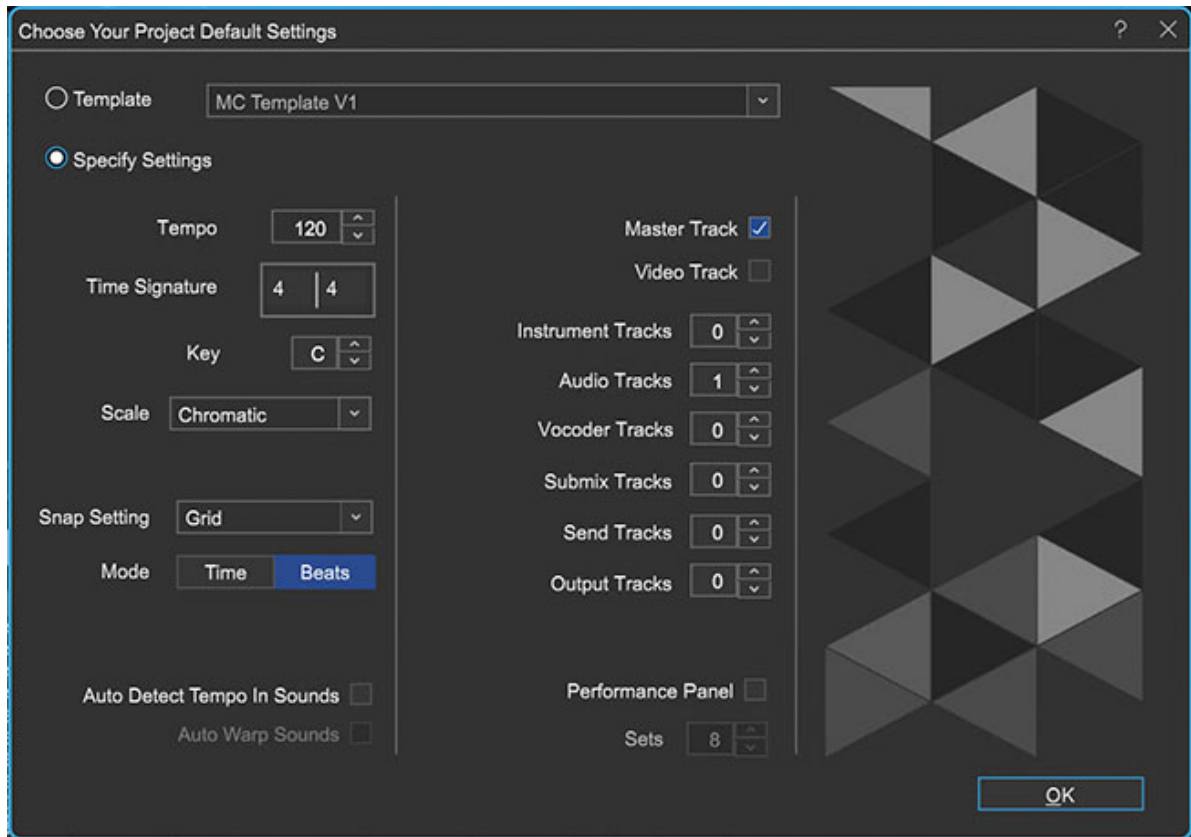 Choose Your Project Default Settings
?
Template
MC Template V1
Specify Settings
Tempo
120
Time Signature
4 4
Key
C
Scale
Chromatic
Snap Setting
Grid
Mode
Time
Beats
Auto Detect Tempo In Sounds
Auto Warp Sounds
Master Track
Video Track
Instrument Tracks
0
Audio Tracks
1
Vocoder Tracks
0
Submix Tracks
0
Send Tracks
0
Output Tracks
0
Performance Panel
Sets
8
OK